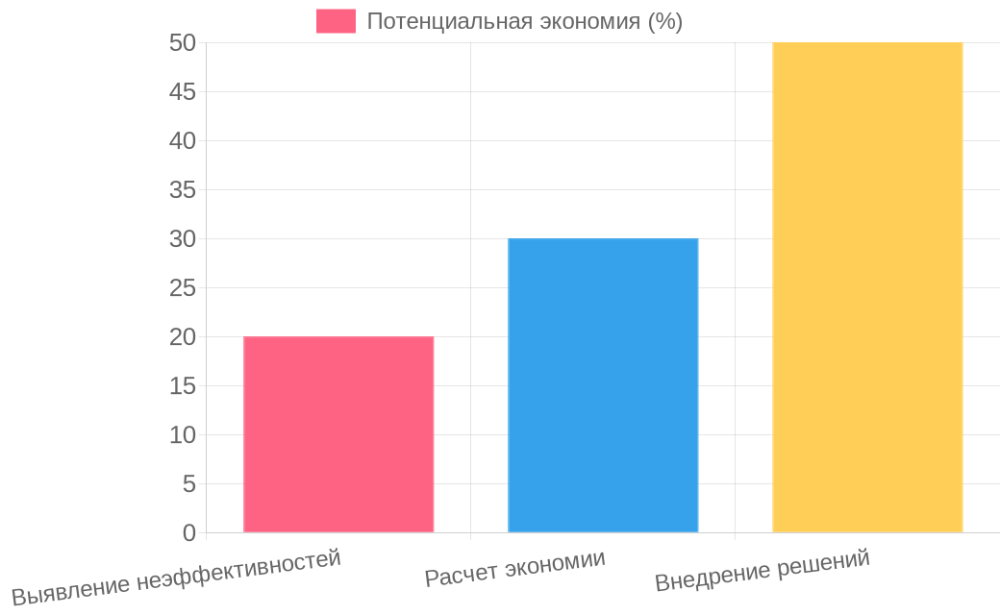 Потенциальная экономия (%)
50
45
40
35
30
25
20
15
10
5
0
Выявление неэффективностей
Расчет экономии
Внедрение решений